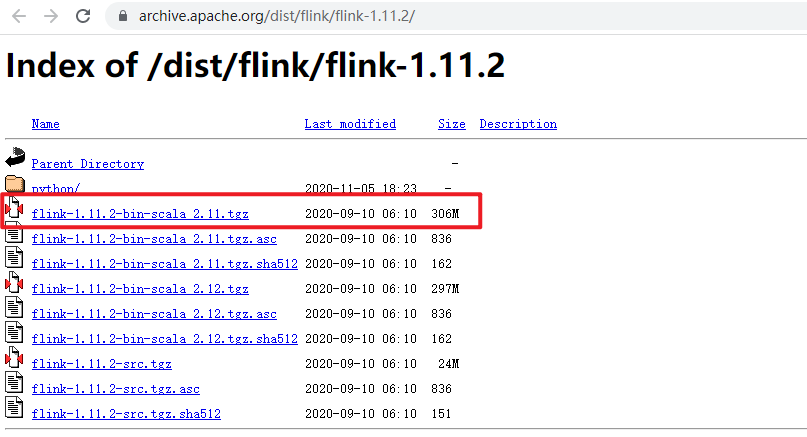 archive.apache.org/dist/flink/flink-1.11.2/
Index of /dist/flink/flink-1.11.2
Name Last modified Size Description
Parent Directory -
python/ 2020-11-05 18:23 -
flink-1.11.2-bin-scala_2.11.tgz 2020-09-10 06:10 306M
flink-1.11.2-bin-scala_2.11.tgz.asc 2020-09-10 06:10 836
flink-1.11.2-bin-scala_2.11.tgz.sha512 2020-09-10 06:10 162
flink-1.11.2-bin-scala_2.12.tgz 2020-09-10 06:10 297M
flink-1.11.2-bin-scala_2.12.tgz.asc 2020-09-10 06:10 836
flink-1.11.2-bin-scala_2.12.tgz.sha512 2020-09-10 06:10 162
flink-1.11.2-src.tgz 2020-09-10 06:10 24M
flink-1.11.2-src.tgz.asc 2020-09-10 06:10 836
flink-1.11.2-src.tgz.sha512 2020-09-10 06:10 151